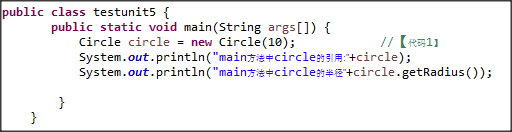 public class testunit5 {
public static void main(String args[]) {
Circle circle = new Circle(10); //【代码1】
System.out.println("main方法中circle的引用:"+circle);
System.out.println("main方法中circle的半径"+circle.getRadius());
}
}